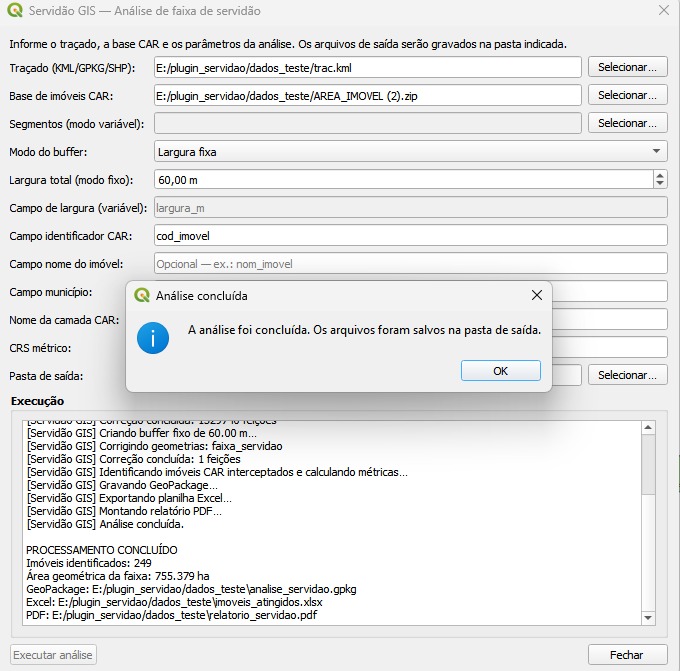 Servidão GIS — Análise de faixa de servidão
Informe o traçado, a base CAR e os parâmetros da análise. Os arquivos de saída serão gravados na pasta indicada.
Traçado (KML/GPKG/SHP): E:/plugin_servidao/dados_teste/trac.kml Selecionar...
Base de imóveis CAR: E:/plugin_servidao/dados_teste/AREA_IMOVEL (2).zip Selecionar...
Segmentos (modo variável): Selecionar...
Modo do buffer: Largura fixa
Largura total (modo fixo): 60,00 m
Campo de largura (variável): largura_m
Campo identificador CAR: cod_imovel
Campo nome do imóvel: Opcional — ex.: nom_imovel
Campo município:
Nome da camada CAR:
CRS métrico:
Pasta de saída: Selecionar...
Análise concluída
A análise foi concluída. Os arquivos foram salvos na pasta de saída.
OK
Execução
[Servidão GIS] Correção concluída: feições
[Servidão GIS] Criando buffer fixo de 60.00 m...
[Servidão GIS] Corrigindo geometrias: faixa_servidao
[Servidão GIS] Correção concluída: 1 feições
[Servidão GIS] Identificando imóveis CAR interceptados e calculando métricas...
[Servidão GIS] Gravando GeoPackage...
[Servidão GIS] Exportando planilha Excel...
[Servidão GIS] Montando relatório PDF...
[Servidão GIS] Análise concluída.
PROCESSAMENTO CONCLUÍDO
Imóveis identificados: 249
Área geométrica da faixa: 755.379 ha
GeoPackage: E:/plugin_servidao/dados_teste\analise_servidao.gpkg
Excel: E:/plugin_servidao/dados_teste\imoveis_atingidos.xlsx
PDF: E:/plugin_servidao/dados_teste\relatorio_servidao.pdf
Executar análise Fechar